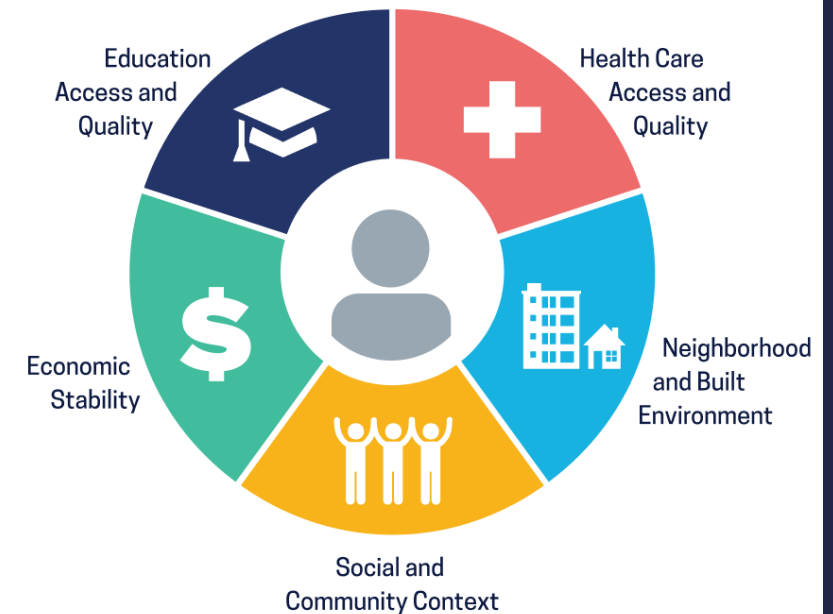 Education
Access and
Quality
Health Care
Access and
Quality
$
Economic
Stability
Neighborhood
and Built
Environment
Social and
Community Context